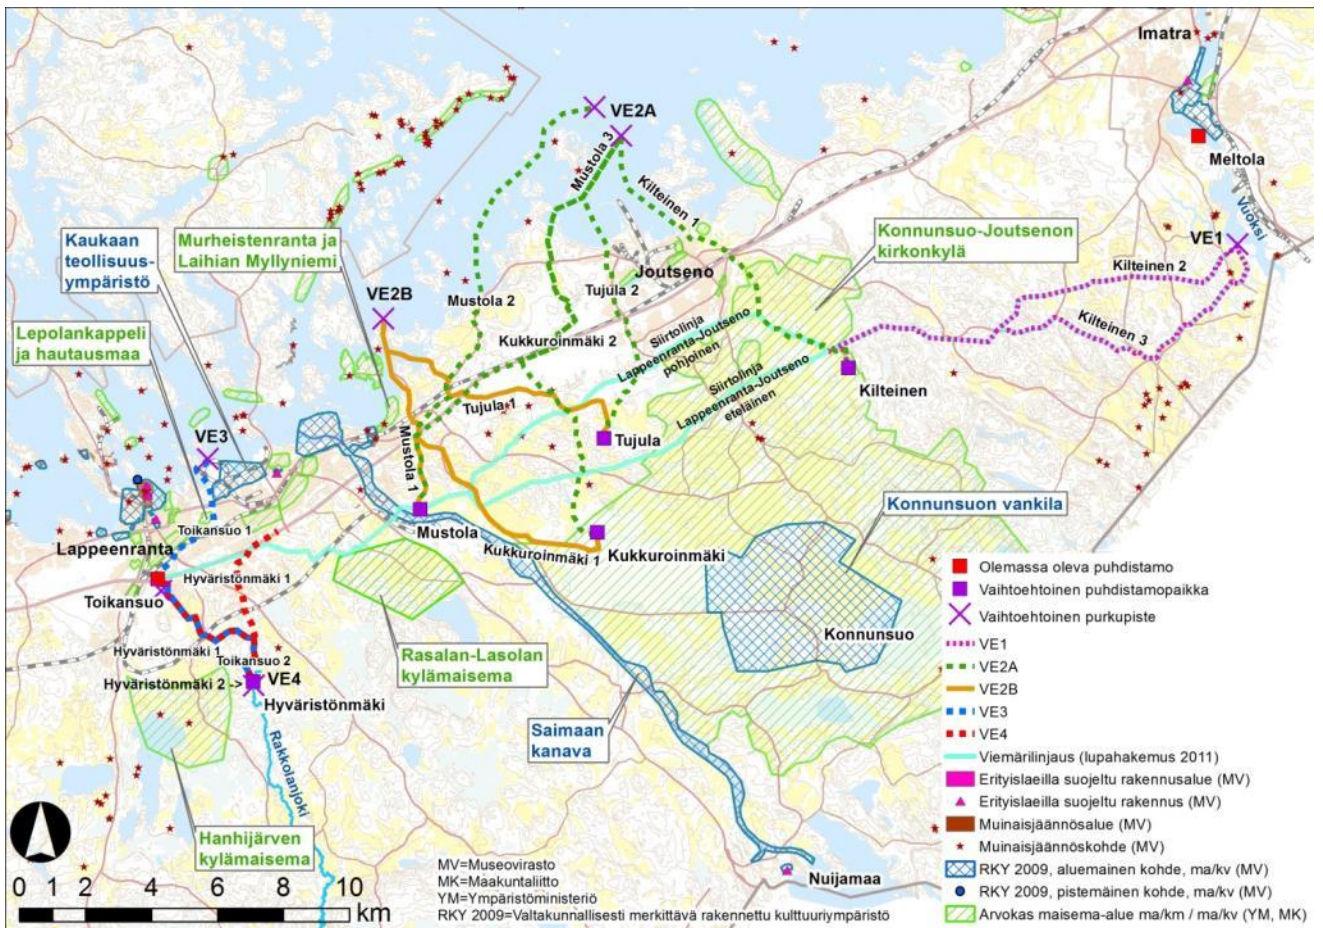 Imatra
VE2A
Mustola 3
Meltola
Kilteinen 1
Vuoksi
Kaukaan
teollisuus-
ympäristö
Murheistenranta ja
Laihian Myllyniemi
Konnunsuo-Joutsenon
kirkonkylä
VE1
Joutseno
Kilteinen 2
VE2B
Mustola 2
Tujula 2
Lepolankappeli
ja hautausmaa
Kukkuroinmäki 2
Siirtolinja
Lappeenranta-Joutseno
pohjoinen
Kilteinen 3
Siirtolinja
Lappeenranta-Joutseno
eteläinen
Kilteinen
Tujula 1
VE3
Mustola 1
Tujula
Konnunsuon vankila
Toikansuo 1
Mustola
Lappeenranta
Kukkuroinmäki 1
Kukkuroinmäki
Hyväristönmäki 1
Toikansuo
Konnunsuo
Hyväristönmäki 1
Toikansuo 2
Rasalan-Lasolan
kylämaisema
Hyväristönmäki 2 ->
VE4
Hyväristönmäki
Saimaan
kanava
Rakkolanjoki
Hanhijärven
kylämaisema
Nuijamaa
Olemassa oleva puhdistamo
Vaihtoehtoinen puhdistamopaikka
Vaihtoehtoinen purkupiste
VE1
VE2A
VE2B
VE3
VE4
Viemärilinjaus (lupahakemus 2011)
Erityislaeilla suojeltu rakennusalue (MV)
Erityislaeilla suojeltu rakennus (MV)
Muinaisjäännösalue (MV)
Muinaisjäännöskohde (MV)
RKY 2009, aluemainen kohde, ma/kv (MV)
RKY 2009, pistemäinen kohde, ma/kv (MV)
Arvokas maisema-alue ma/km / ma/kv (YM, MK)
MV=Museovirasto
MK=Maakuntaliitto
YM=Ympäristöministeriö
RKY 2009=Valtakunnallisesti merkittävä rakennettu kulttuuriympäristö
0 2 4 6 8 10
km